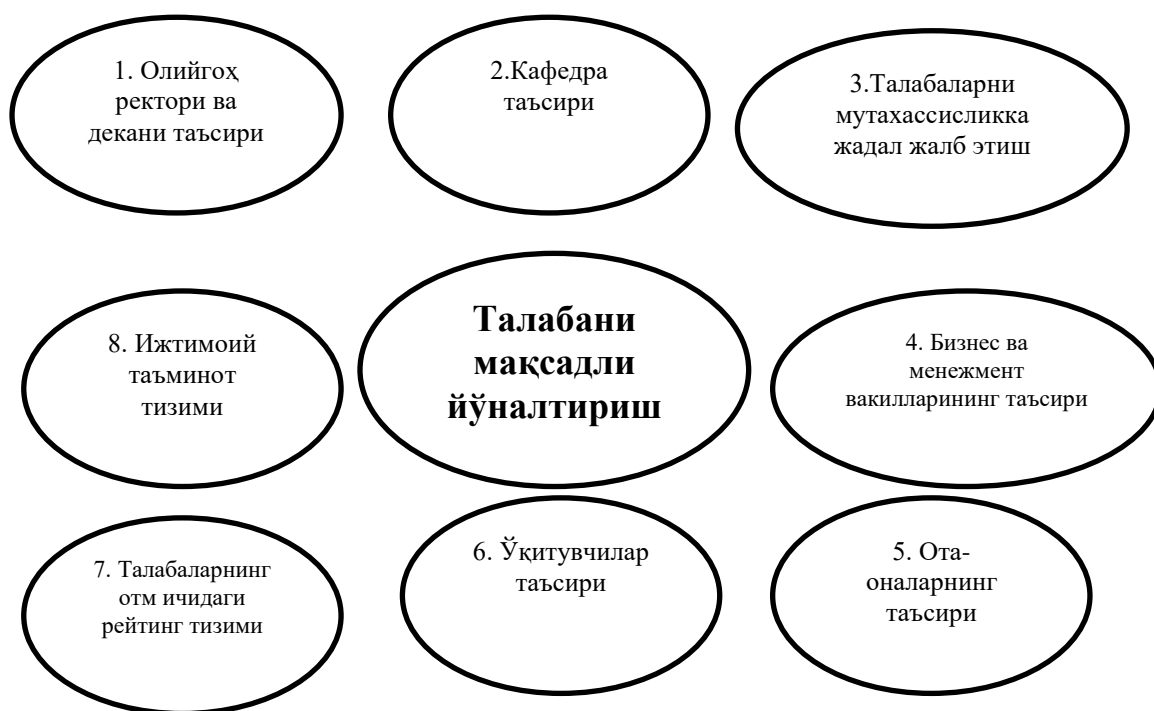 1. Олийгоҳ
ректори ва
декани таъсири
2.Кафедра
таъсири
3.Талабаларни
мутахассисликка
жадал жалб этиш
8. Ижтимоий
таъминот
тизими
Талабани
мақсадли
йўналтириш
4. Бизнес ва
менежмент
вакилларининг таъсири
7. Талабаларнинг
отм ичидаги
рейтинг тизими
6. Ўқитувчилар
таъсири
5. Ота-
оналарнинг
таъсири